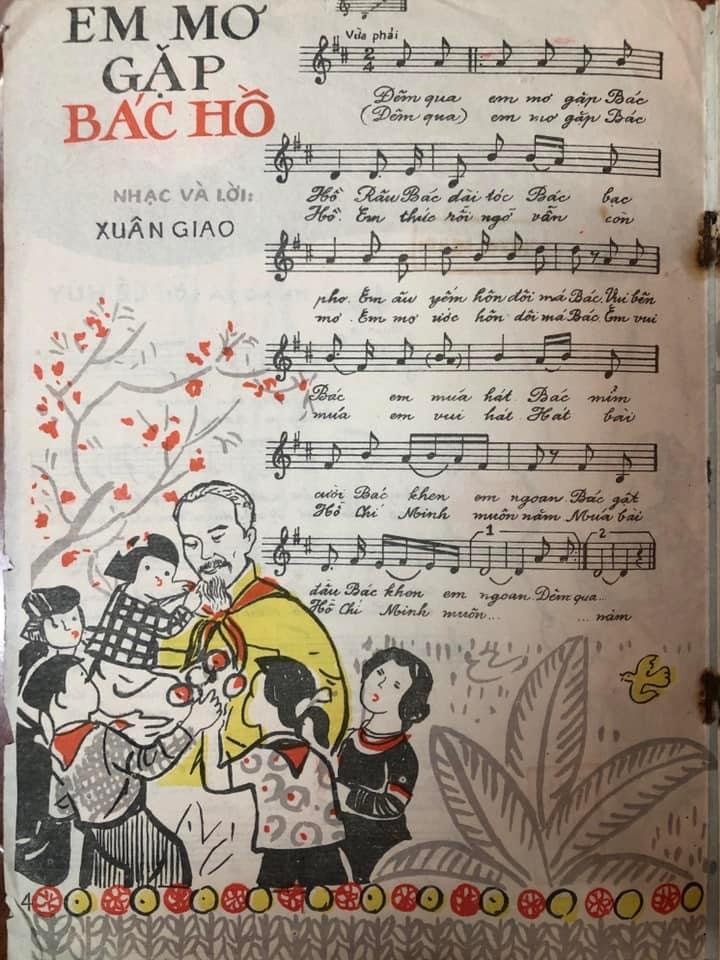 EM MƠ
GẶP
BÁC HỒ
NHẠC VÀ LỜI:
XUÂN GIAO
Vừa phải
2
4
Đêm qua em mơ gặp Bác
(Đêm qua) em mơ gặp Bác
Hồ Râu Bác dài tóc Bác bạc
Hồ. Em thức rồi ngỡ vẫn còn
phơ. Em âu yếm hôn đôi má Bác. Vui bên
mơ. Em mơ ước hôn đôi má Bác. Em vui
Bác em múa hát Bác mỉm
múa em vui hát Hát bài
cười Bác khen em ngoan. Bác gật
Hồ Chí Minh muôn năm Múa bài
đầu Bác khen em ngoan. Đêm qua...
Hồ Chí Minh muôn... ... năm
1
2
4